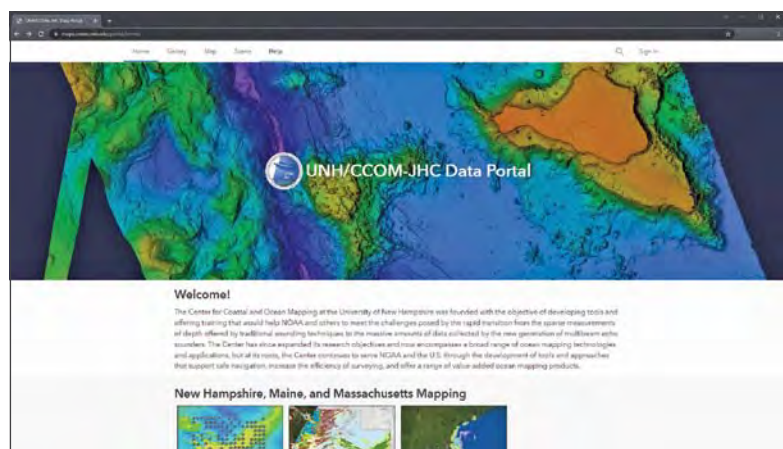 UNH/CCOM-JHC Data Portal
Home Gallery Map Scene Help
Sign In
UNH/CCOM-JHC Data Portal
Welcome!
The Center for Coastal and Ocean Mapping at the University of New Hampshire was founded with the objective of developing tools and
offering training that would help NOAA and others to meet the challenges posed by the rapid transition from the sparse measurements
of depth offered by traditional sounding techniques to the massive amounts of data collected by the new generation of multibeam echo
sounders. The Center has since expanded its research objectives and now encompasses a broad range of ocean mapping technologies
and applications, but at its roots, the Center continues to serve NOAA and the U.S. through the development of tools and approaches
that support safe navigation, increase the efficiency of surveying, and offer a range of value added ocean mapping products.
New Hampshire, Maine, and Massachusetts Mapping